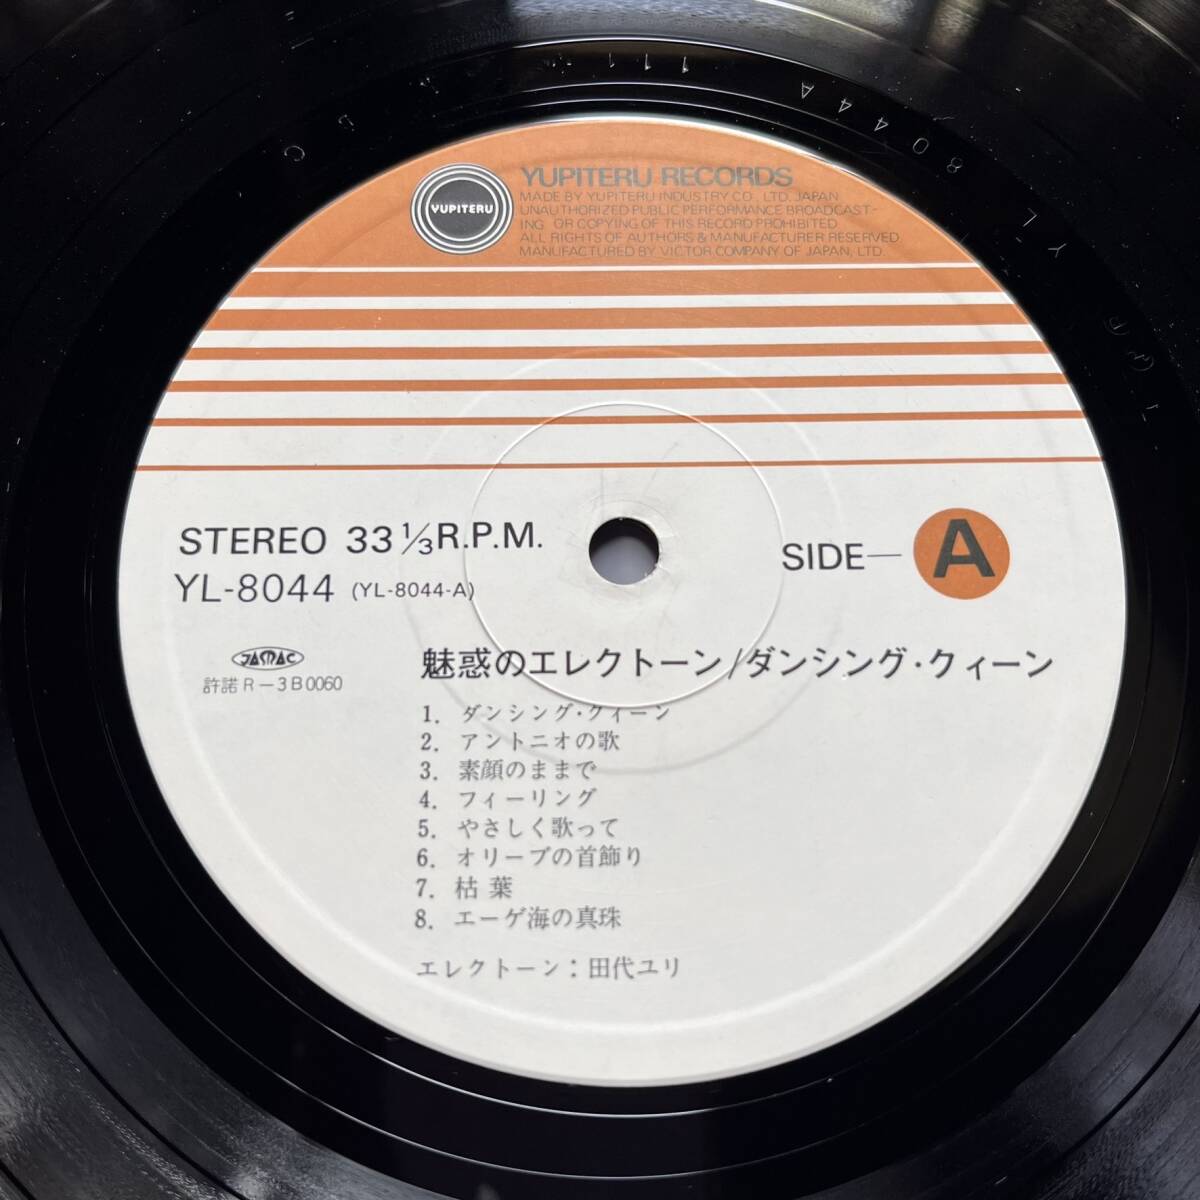 YUPITERU
YUPITERU RECORDS
MADE BY YUPITERU INDUSTRY CO., LTD. JAPAN
UNAUTHORIZED PUBLIC PERFORMANCE BROADCAST-
ING OR COPYING OF THIS RECORD PROHIBITED
ALL RIGHTS OF AUTHORS & MANUFACTURER RESERVED
MANUFACTURED BY VICTOR COMPANY OF JAPAN, LTD.
STEREO 33 1/3 R.P.M.
YL-8044 (YL-8044-A)
SIDE—A
JASRAC
許諾 R-3B0060
魅惑のエレクトーン/ダンシング・クィーン
1. ダンシング・クィーン
2. アントニオの歌
3. 素顔のままで
4. フィーリング
5. やさしく歌って
6. オリーブの首飾り
7. 枯葉
8. エーゲ海の真珠
エレクトーン:田代ユリ
YL 8044A
111